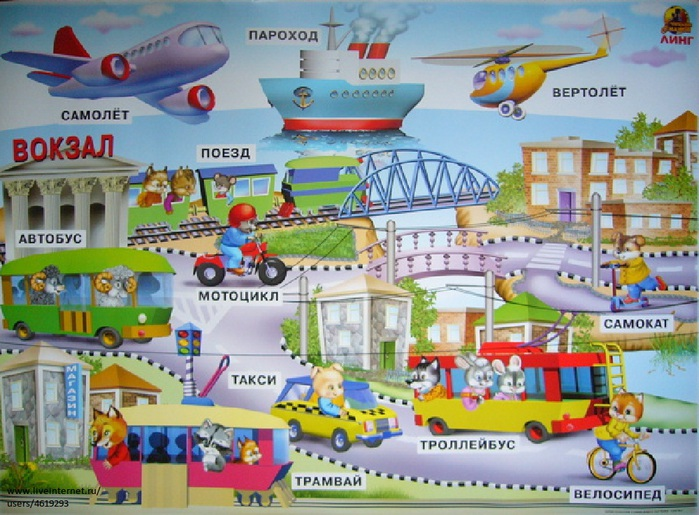 ПАРОХОД
ЛИНГ
САМОЛЁТ
ВЕРТОЛЁТ
ВОКЗАЛ
ПОЕЗД
АВТОБУС
МОТОЦИКЛ
САМОКАТ
МАГАЗИН
ТАКСИ
ТРОЛЛЕЙБУС
ТРАМВАЙ
ВЕЛОСИПЕД
www.liveinternet.ru/
users/4619293